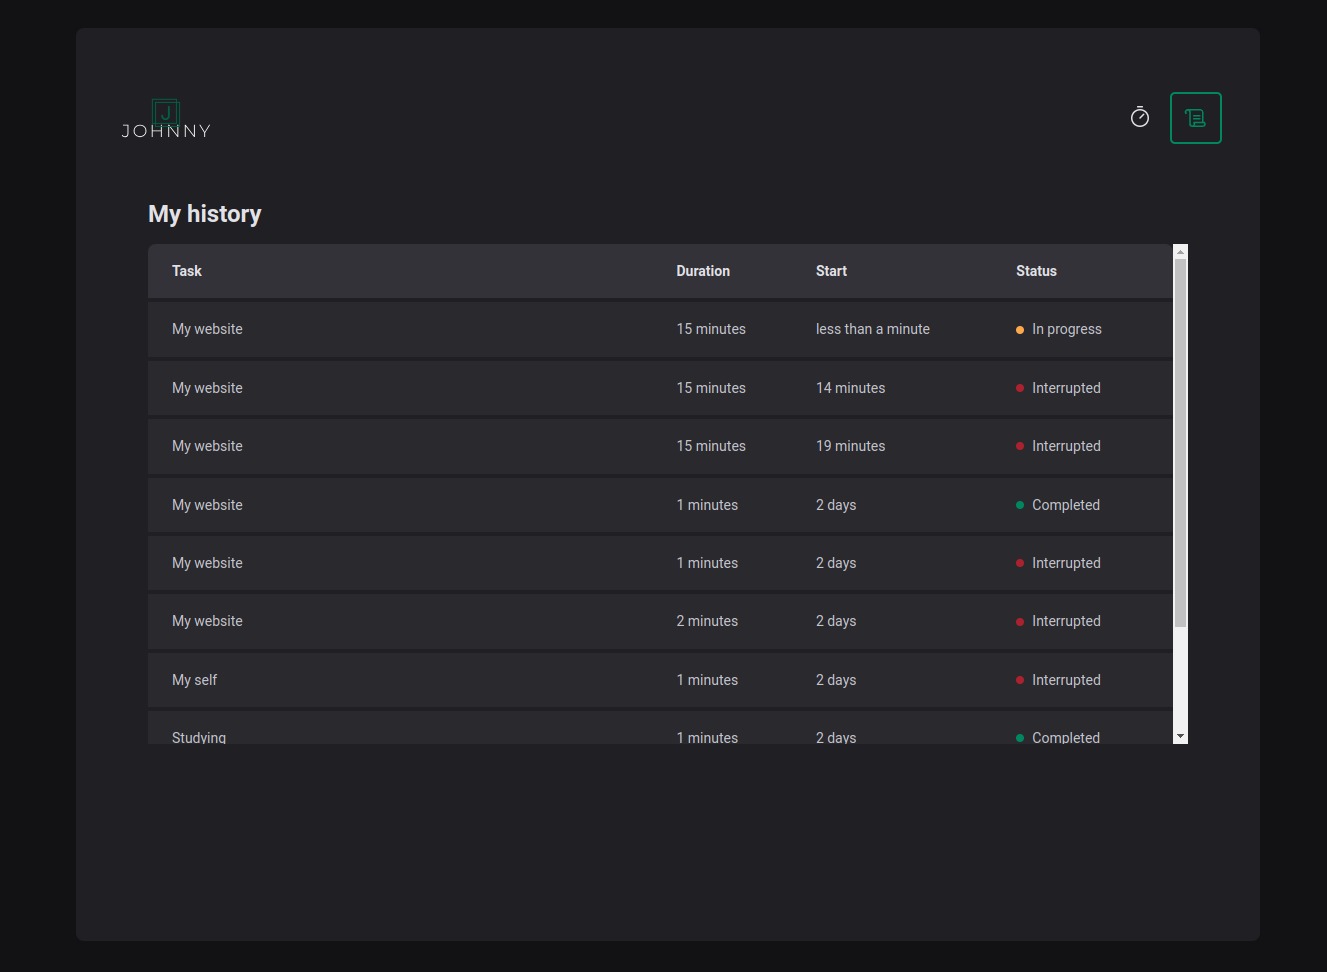 J
JOHNNY
My history
Task Duration Start Status
My website 15 minutes less than a minute In progress
My website 15 minutes 14 minutes Interrupted
My website 15 minutes 19 minutes Interrupted
My website 1 minutes 2 days Completed
My website 1 minutes 2 days Interrupted
My website 2 minutes 2 days Interrupted
My self 1 minutes 2 days Interrupted
Studying 1 minutes 2 days Completed